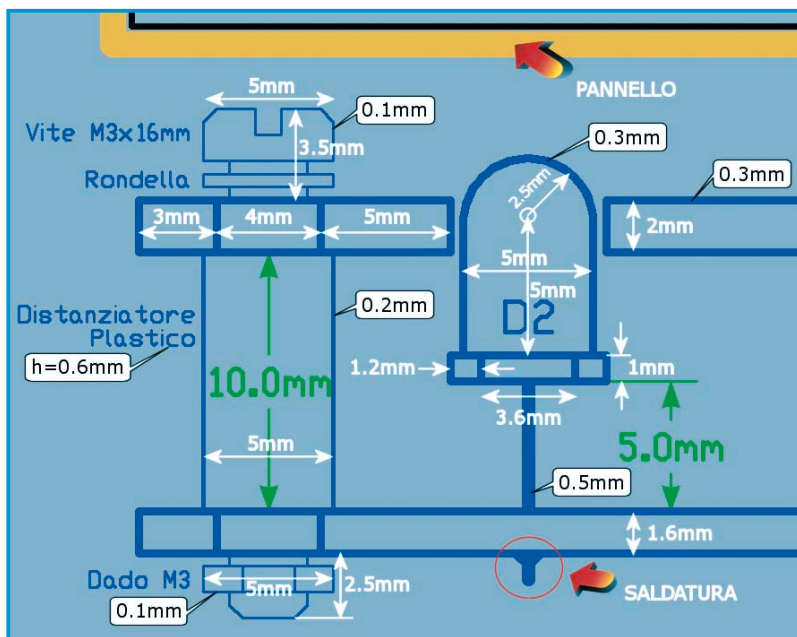 PANNELLO
5mm
0.1mm
Vite M3x16mm
3.5mm
0.3mm
Rondella
0.3mm
2.5mm
3mm
4mm
5mm
2mm
5mm
5mm
0.2mm
Distanziatore
Plastico
D2
h=0.6mm
1.2mm
1mm
10.0mm
3.6mm
5mm
5.0mm
0.5mm
1.6mm
Dado M3
5mm
2.5mm
0.1mm
SALDATURA